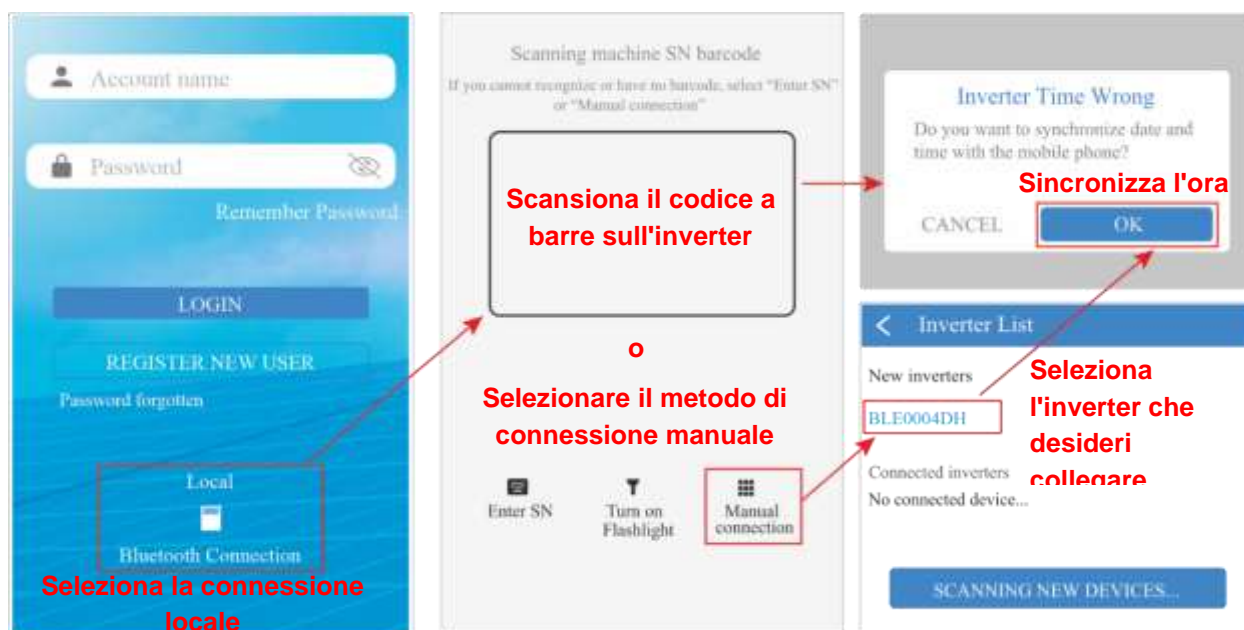 Account name
Password
Remember Password
LOGIN
REGISTER NEW USER
Password forgotten
Local
Bluetooth Connection
Seleziona la connessione
locale
Scanning machine SN barcode
If you cannot recognize or have no barcode, select "Enter SN"
or "Manual connection"
Scansiona il codice a
barre sull'inverter
o
Selezionare il metodo di
connessione manuale
Enter SN
Turn on
Flashlight
Manual
connection
Inverter Time Wrong
Do you want to synchronize date and
time with the mobile phone?
Sincronizza l'ora
CANCEL
OK
Inverter List
New inverters
BLE0004DH
Seleziona
l'inverter che
desideri
collegare
Connected inverters
No connected device...
SCANNING NEW DEVICES...